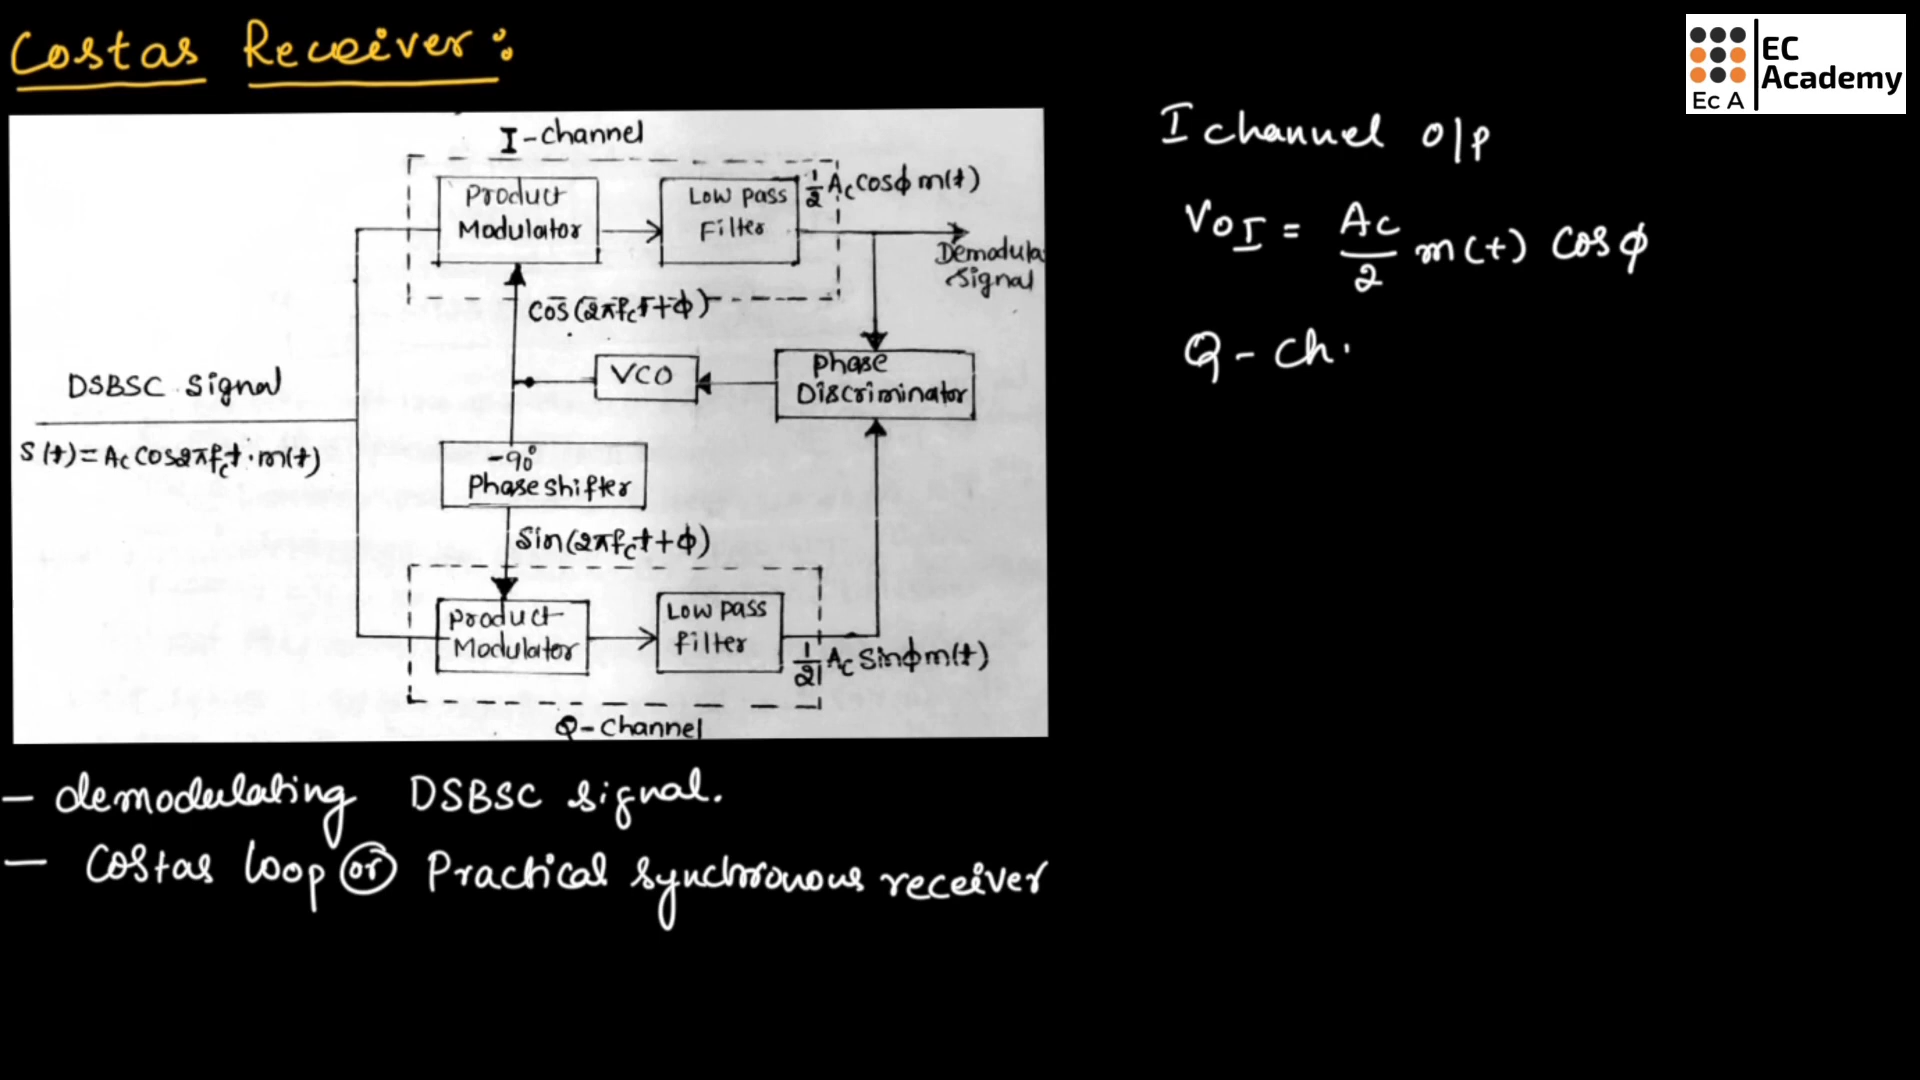 Costas Receiver:
EC
Academy
Ec A
I-channel
Product
Modulator
Low pass
Filter
1/2 Ac cosϕ m(t)
Demodula
signal
cos(2πfct+ϕ)
VCO
Phase
Discriminator
DSBSC signal
S(t)=Ac cos2πfct·m(t)
-90°
Phase shifter
Sin(2πfct+ϕ)
Product
Modulator
Low pass
filter
1/2 Ac Sinϕm(t)
Q-Channel
I channel o/p
VOI = Ac/2 m(t) cosϕ
Q-Ch.
- demodulating DSBSC signal.
- Costas loop or Practical synchronous receiver